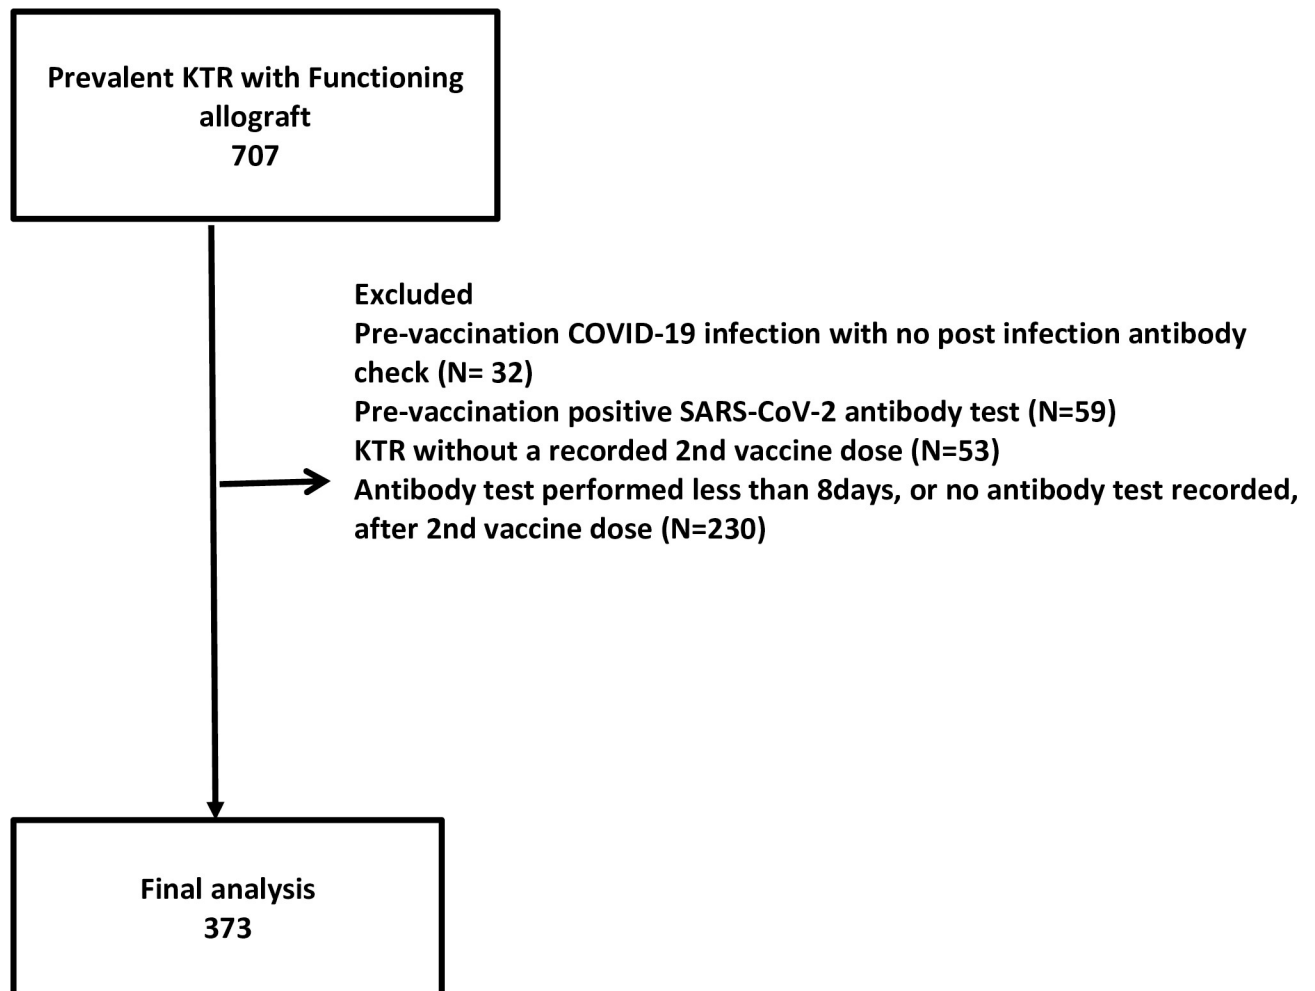 Prevalent KTR with Functioning
allograft
707
Excluded
Pre-vaccination COVID-19 infection with no post infection antibody
check (N= 32)
Pre-vaccination positive SARS-CoV-2 antibody test (N=59)
KTR without a recorded 2nd vaccine dose (N=53)
Antibody test performed less than 8days, or no antibody test recorded,
after 2nd vaccine dose (N=230)
Final analysis
373